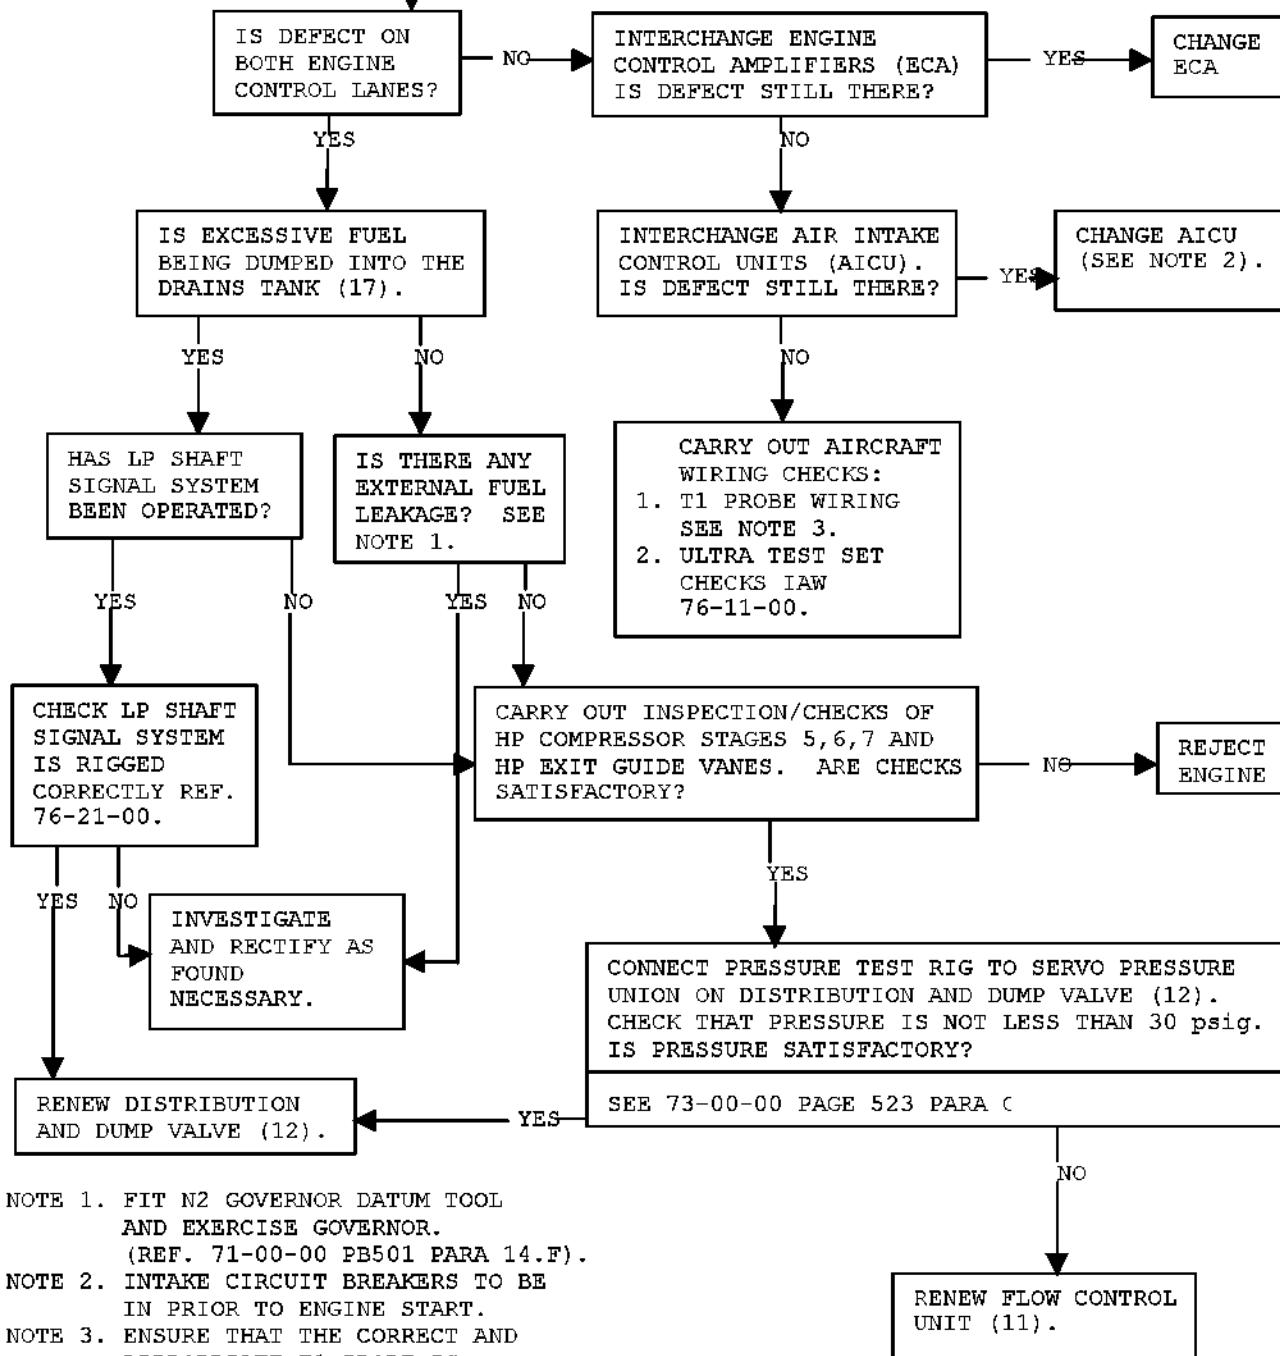 IS DEFECT ON
BOTH ENGINE
CONTROL LANES?
NO
INTERCHANGE ENGINE
CONTROL AMPLIFIERS (ECA)
IS DEFECT STILL THERE?
YES
CHANGE
ECA
YES
NO
IS EXCESSIVE FUEL
BEING DUMPED INTO THE
DRAINS TANK (17).
INTERCHANGE AIR INTAKE
CONTROL UNITS (AICU).
IS DEFECT STILL THERE?
YES
CHANGE AICU
(SEE NOTE 2).
YES
NO
NO
HAS LP SHAFT
SIGNAL SYSTEM
BEEN OPERATED?
IS THERE ANY
EXTERNAL FUEL
LEAKAGE? SEE
NOTE 1.
CARRY OUT AIRCRAFT
WIRING CHECKS:
1. T1 PROBE WIRING
SEE NOTE 3.
2. ULTRA TEST SET
CHECKS IAW
76-11-00.
YES
NO
YES
NO
CHECK LP SHAFT
SIGNAL SYSTEM
IS RIGGED
CORRECTLY REF.
76-21-00.
CARRY OUT INSPECTION/CHECKS OF
HP COMPRESSOR STAGES 5,6,7 AND
HP EXIT GUIDE VANES. ARE CHECKS
SATISFACTORY?
NO
REJECT
ENGINE
YES
YES
NO
INVESTIGATE
AND RECTIFY AS
FOUND
NECESSARY.
CONNECT PRESSURE TEST RIG TO SERVO PRESSURE
UNION ON DISTRIBUTION AND DUMP VALVE (12).
CHECK THAT PRESSURE IS NOT LESS THAN 30 psig.
IS PRESSURE SATISFACTORY?
SEE 73-00-00 PAGE 523 PARA
YES
RENEW DISTRIBUTION
AND DUMP VALVE (12).
NO
RENEW FLOW CONTROL
UNIT (11).
NOTE 1. FIT N2 GOVERNOR DATUM TOOL
AND EXERCISE GOVERNOR.
(REF. 71-00-00 PB501 PARA 14.F).
NOTE 2. INTAKE CIRCUIT BREAKERS TO BE
IN PRIOR TO ENGINE START.
NOTE 3. ENSURE THAT THE CORRECT AND